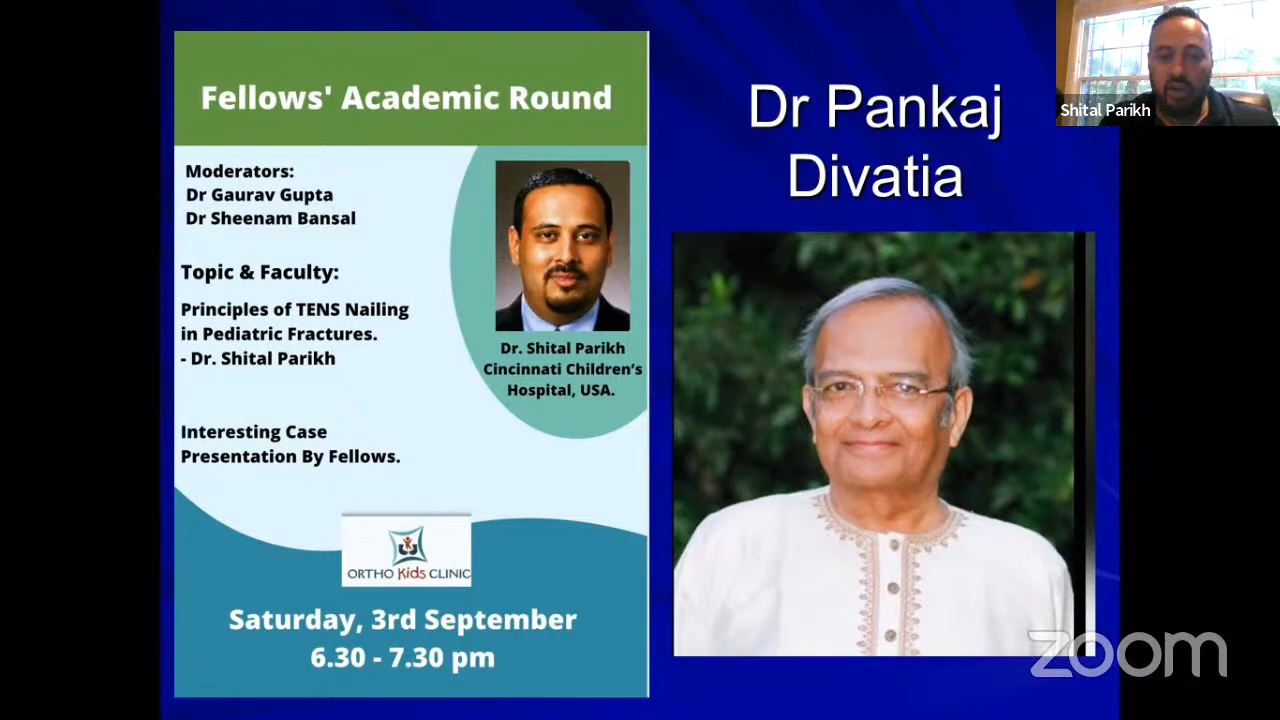 Fellows' Academic Round
Moderators:
Dr Gaurav Gupta
Dr Sheenam Bansal
Topic & Faculty:
Principles of TENS Nailing
in Pediatric Fractures.
- Dr. Shital Parikh
Dr. Shital Parikh
Cincinnati Children's
Hospital, USA.
Interesting Case
Presentation By Fellows.
ORTHO Kids CLINIC
Saturday, 3rd September
6.30 - 7.30 pm
Dr Pankaj
Divatia
Shital Parikh
zoom